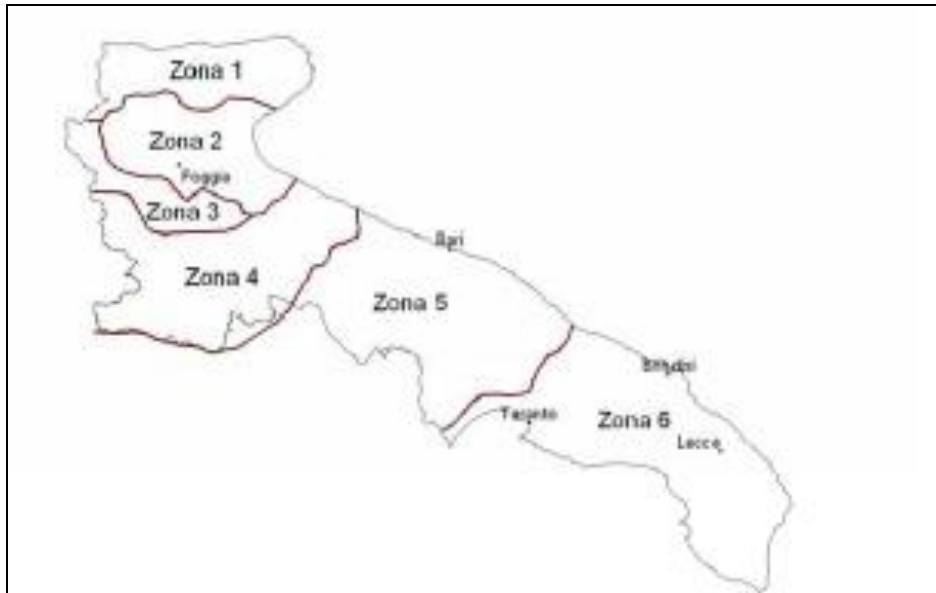 Zona 1
Zona 2
Foggia
Zona 3
Bari
Zona 4
Zona 5
Brindisi
Taranto
Zona 6
Lecce